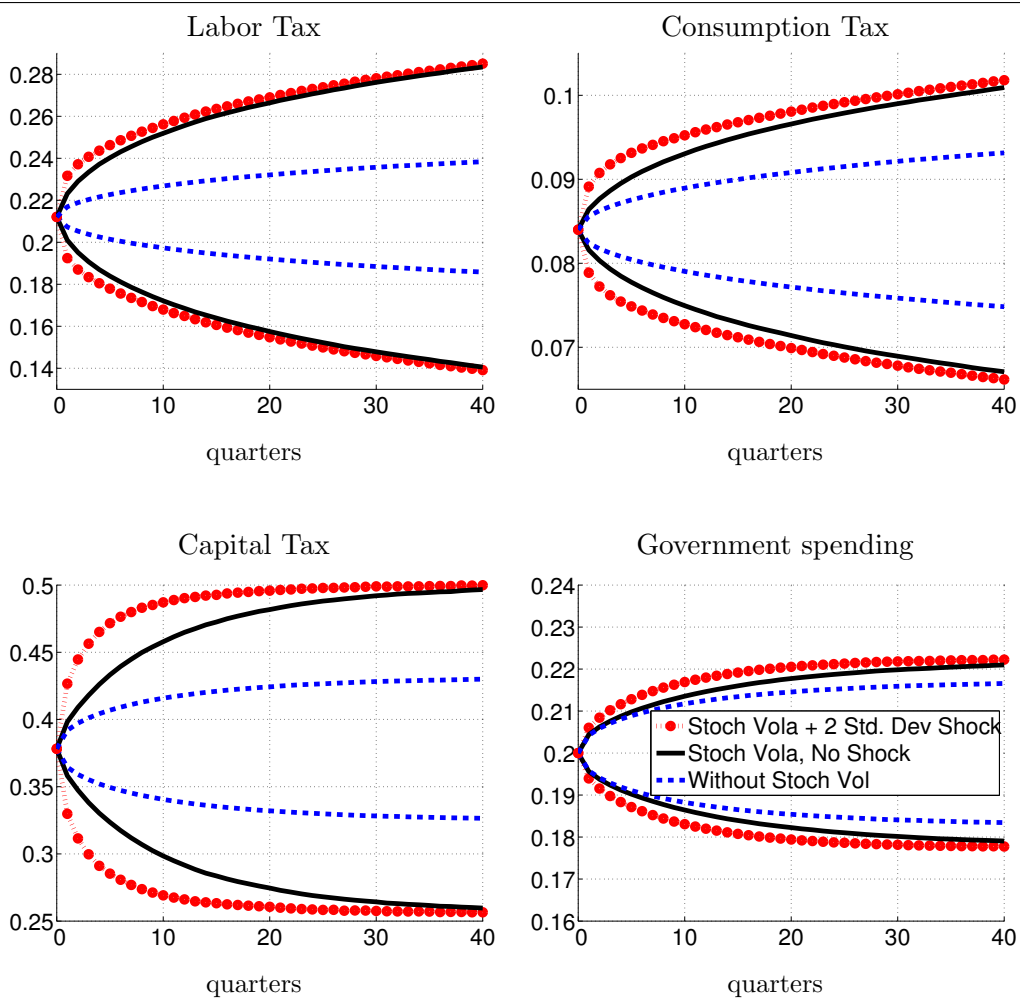 Labor Tax
0.28
0.26
0.24
0.22
0.2
0.18
0.16
0.14
0 10 20 30 40
quarters
Consumption Tax
0.1
0.09
0.08
0.07
0 10 20 30 40
quarters
Capital Tax
0.5
0.45
0.4
0.35
0.3
0.25
0 10 20 30 40
quarters
Government spending
0.24
0.23
0.22
0.21
0.2
0.19
0.18
0.17
0.16
Stoch Vola + 2 Std. Dev Shock
Stoch Vola, No Shock
Without Stoch Vol
0 10 20 30 40
quarters